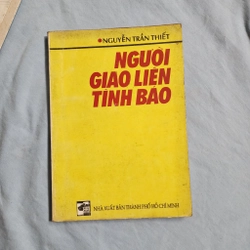 •NGUYỄN TRẦN THIẾT
NGƯỜI
GIAO LIÊN
TÌNH BÁO
NHÀ XUẤT BẢN THÀNH PHỐ HỒ CHÍ MINH